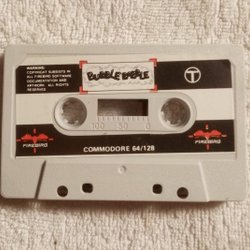 WARNING:
COPYRIGHT SUBSISTS IN
ALL FIREBIRD SOFTWARE
DOCUMENTATION AND
ARTWORK. ALL RIGHTS
RESERVED
BUBBLE BOBBLE
T
100 50 0
FIREBIRD
FIREBIRD
COMMODORE 64/128